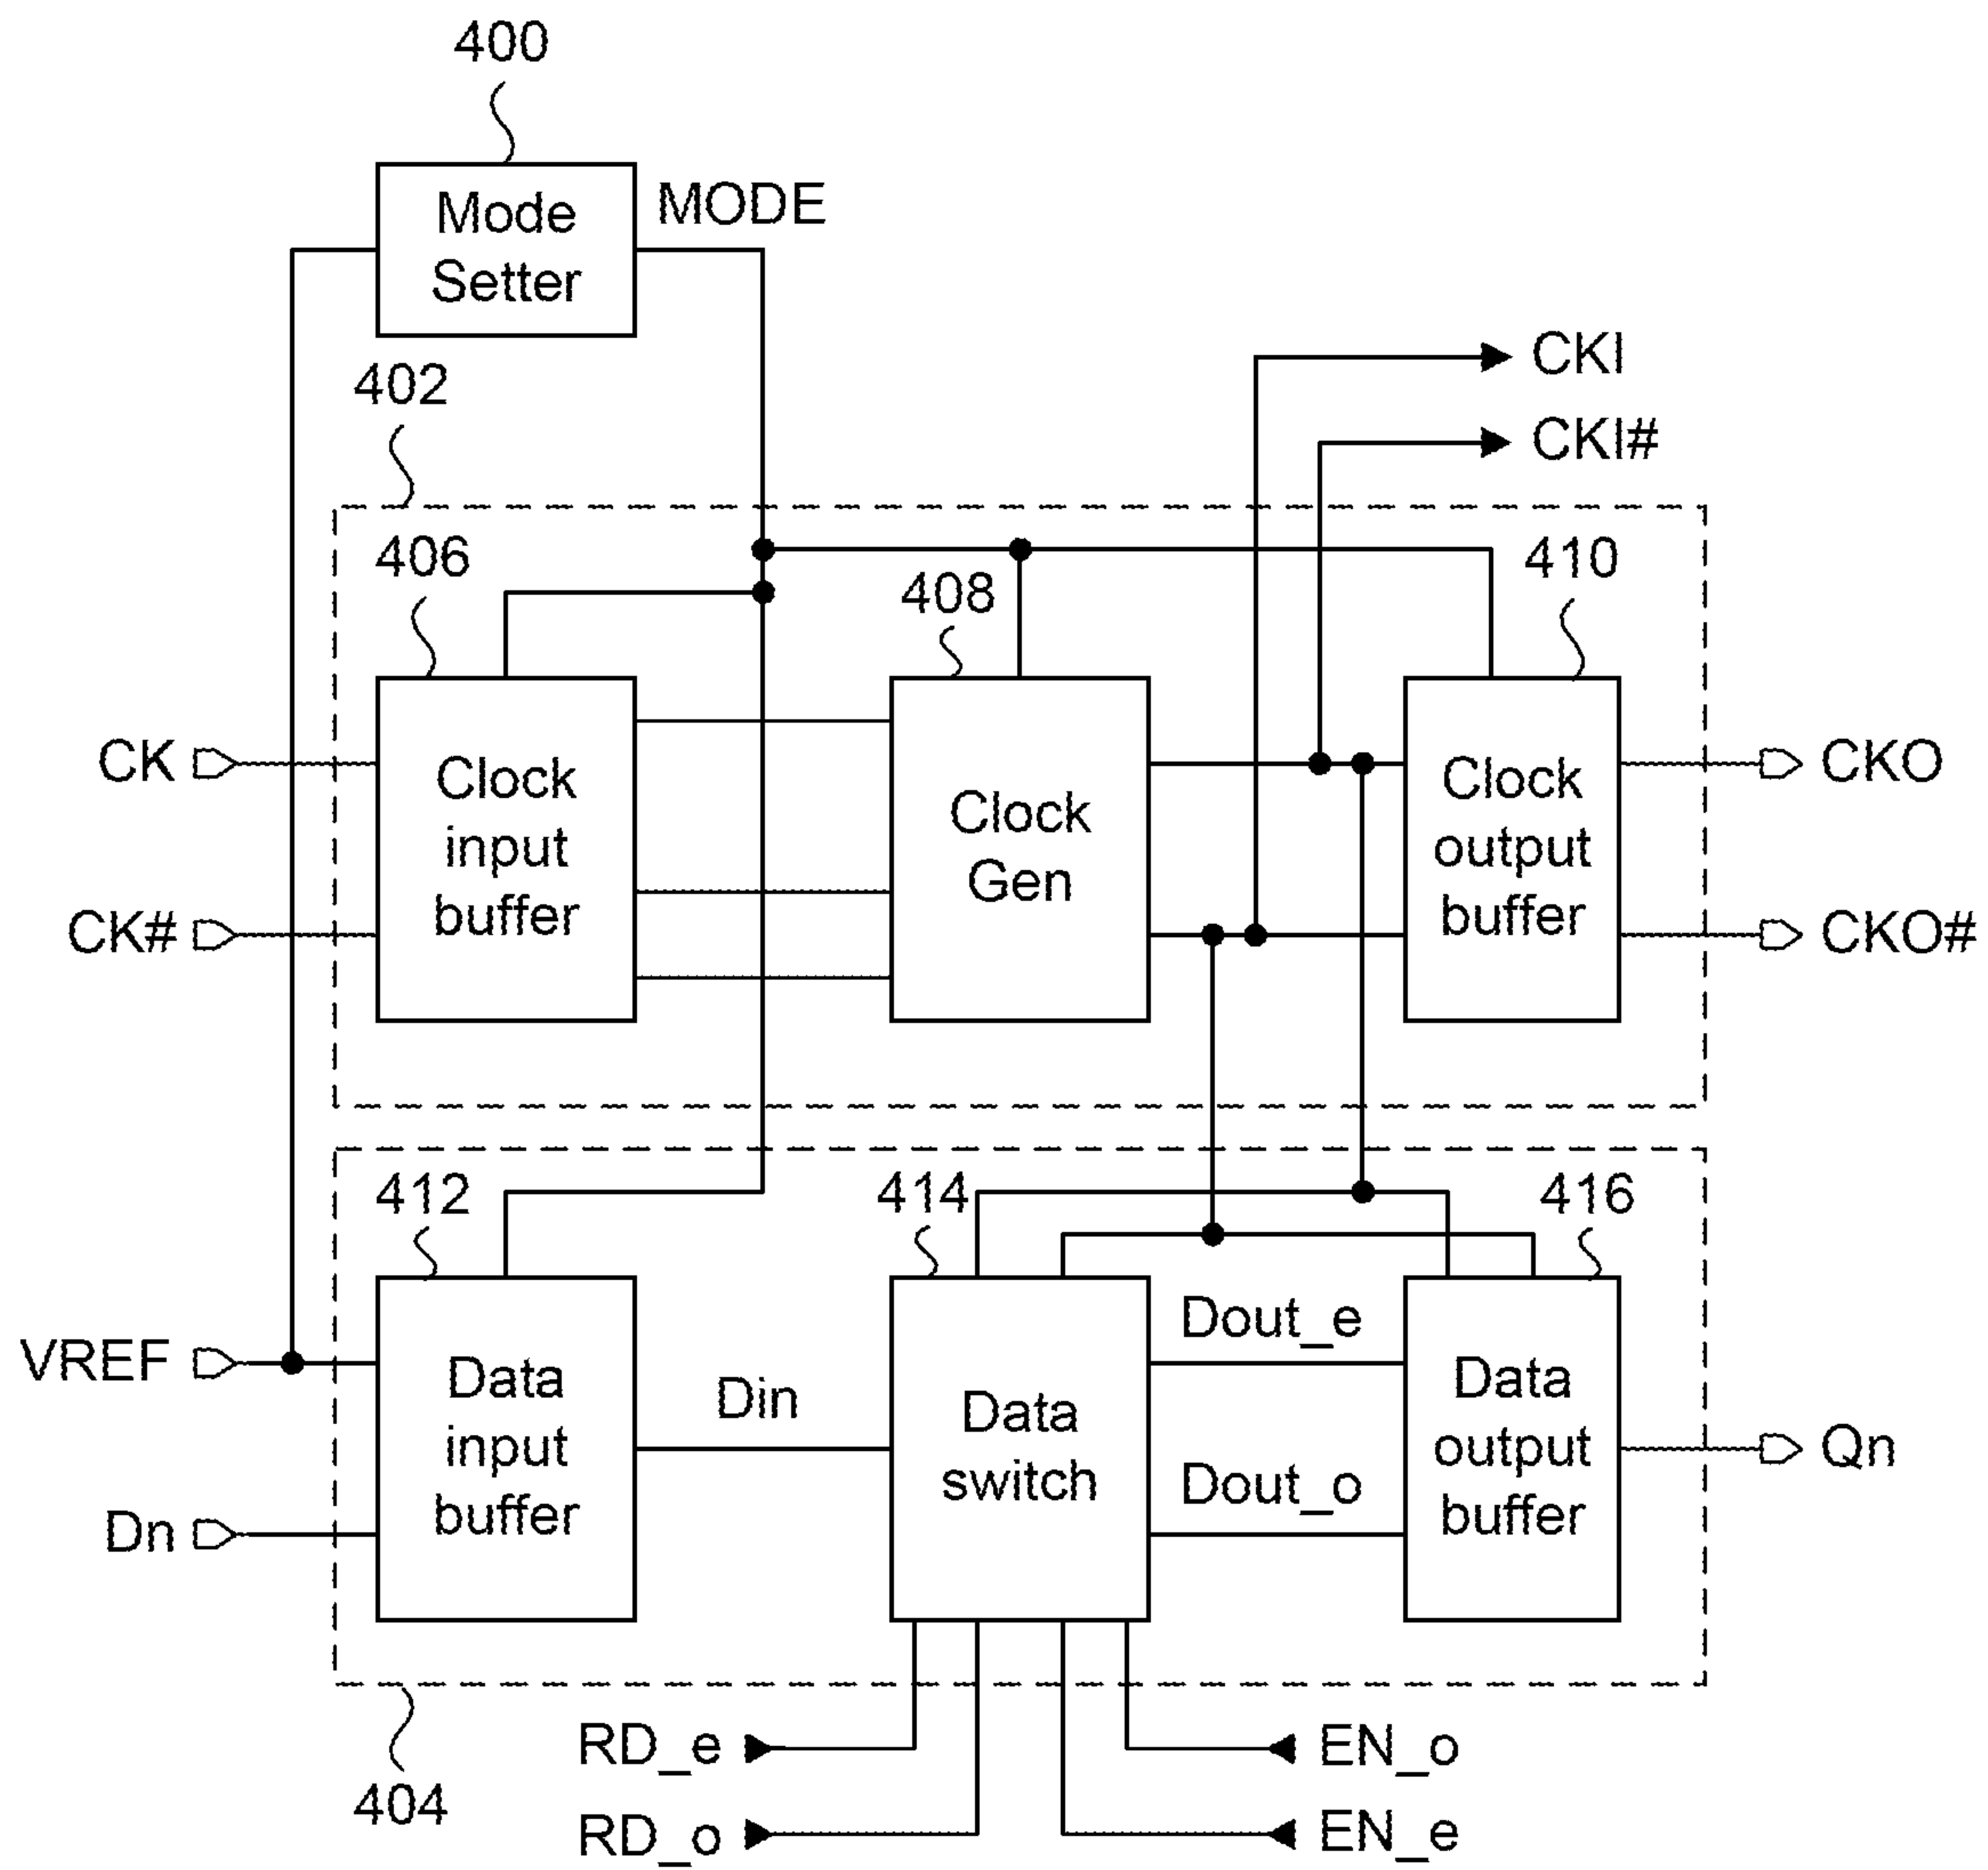 400
Mode
Setter
MODE
402
CKI
CKI#
406
408
410
CK
CK#
Clock
input
buffer
Clock
Gen
Clock
output
buffer
CKO
CKO#
412
414
416
VREF
Dn
Data
input
buffer
Din
Data
switch
Dout_e
Dout_o
Data
output
buffer
Qn
404
RD_e
RD_o
EN_o
EN_e